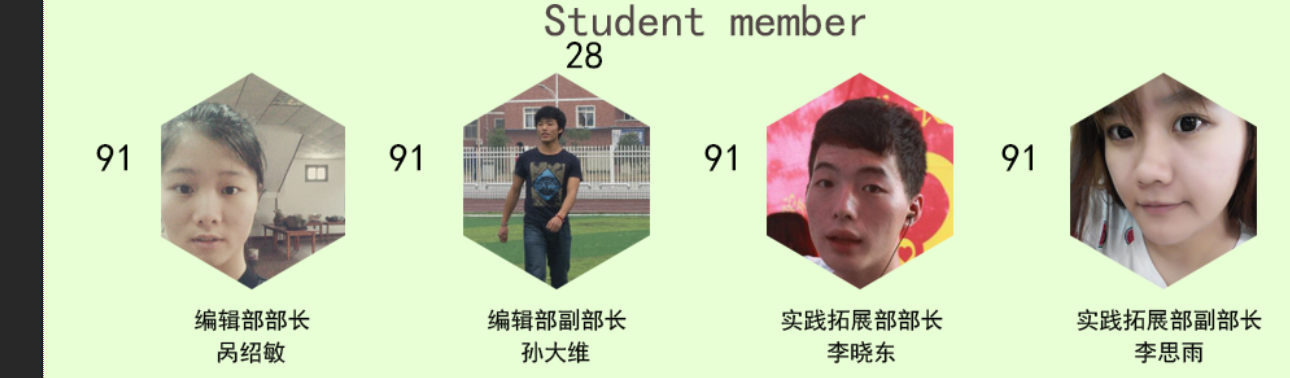 Student member
28
91
91
91
91
编辑部部长
编辑部副部长
实践拓展部部长
实践拓展部副部长
呙绍敏
孙大维
李晓东
李思雨